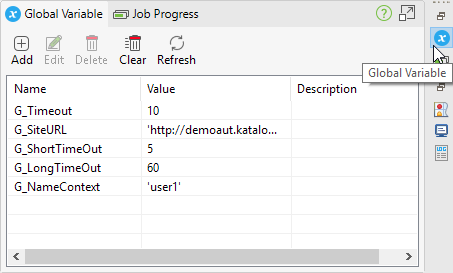 Global Variable Job Progress
Add Edit Delete Clear Refresh
Global Variable
Name Value Description
G_Timeout 10
G_SiteURL 'http://demoaut.katalo...
G_ShortTimeOut 5
G_LongTimeOut 60
G_NameContext 'user1'